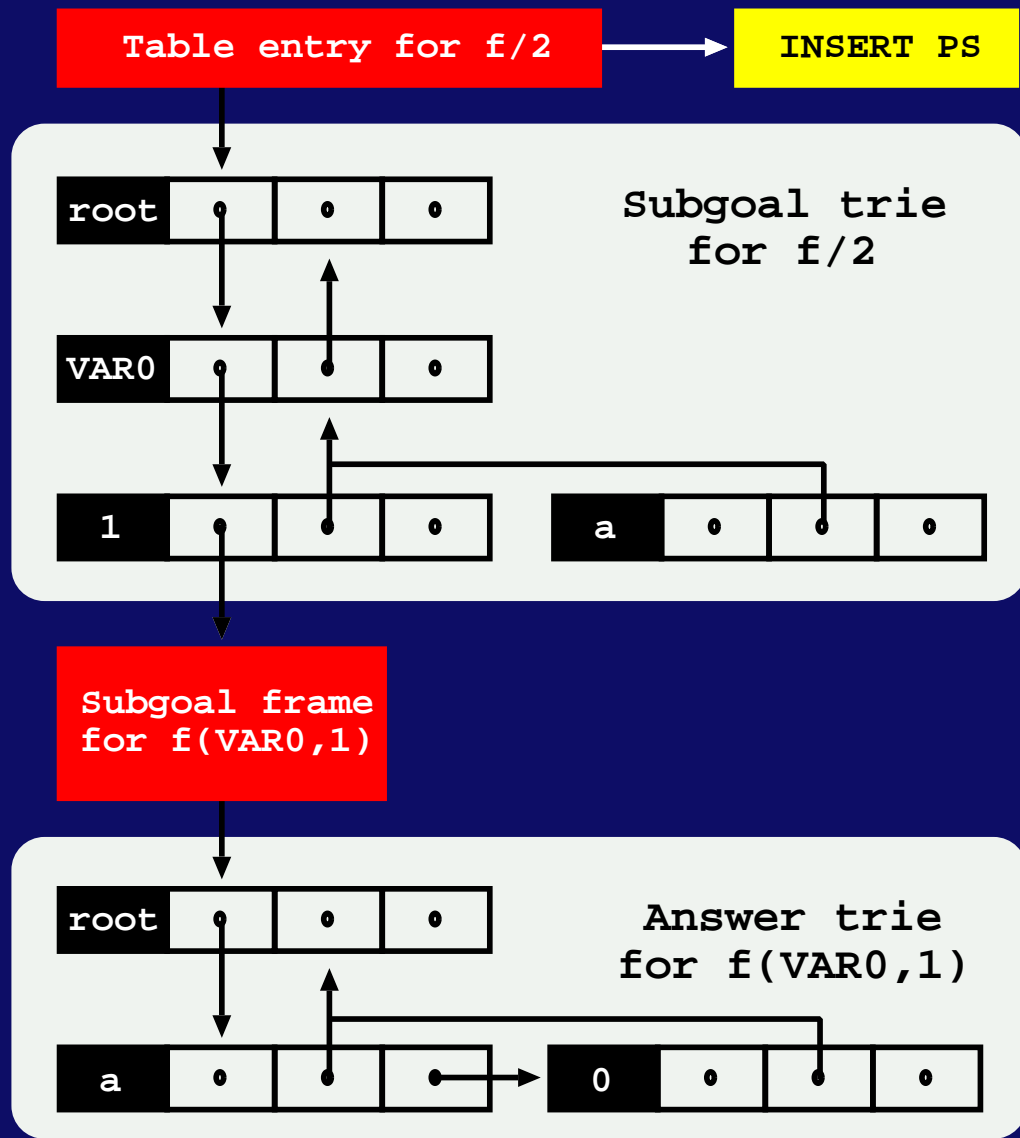 Table entry for f/2
INSERT PS
root
Subgoal trie
for f/2
VAR0
1
a
Subgoal frame
for f(VAR0,1)
root
Answer trie
for f(VAR0,1)
a
0